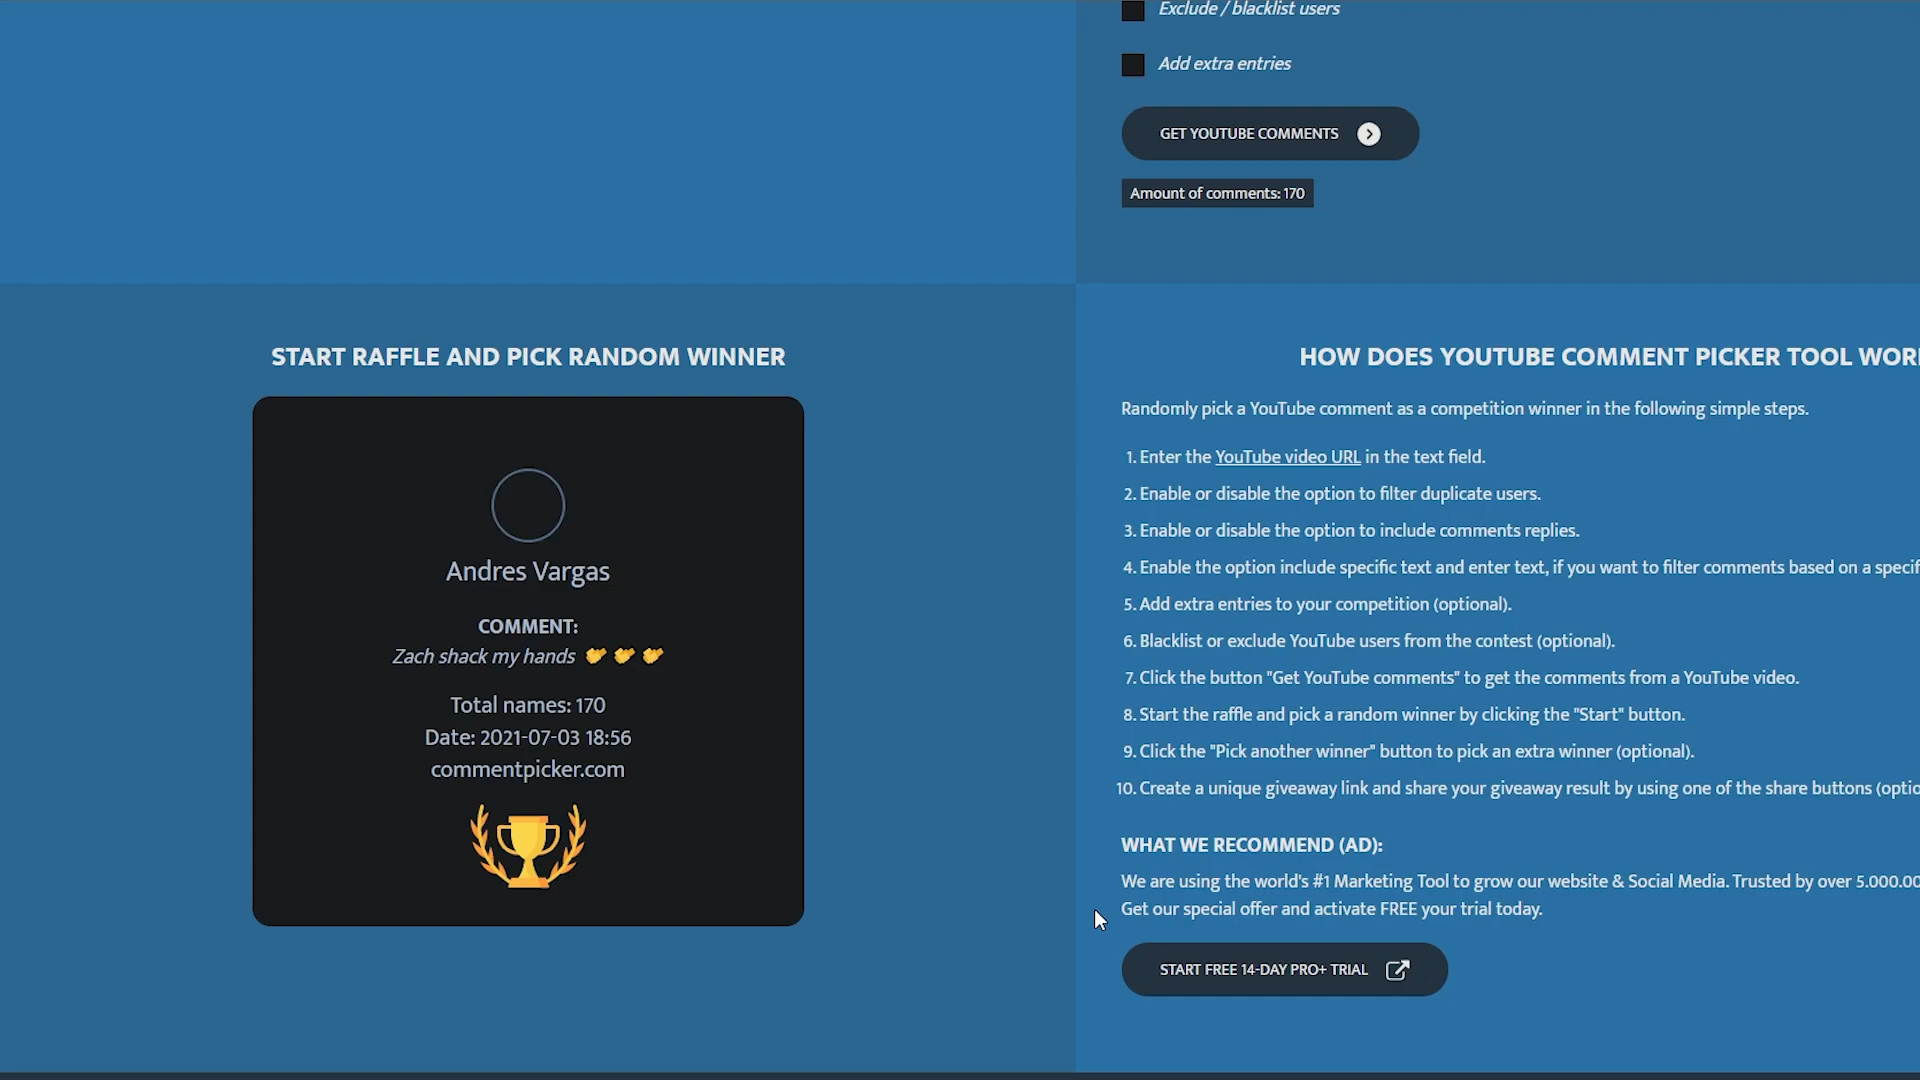 Exclude / blacklist users
Add extra entries
GET YOUTUBE COMMENTS
Amount of comments: 170
START RAFFLE AND PICK RANDOM WINNER
Andres Vargas
COMMENT:
Zach shack my hands 🤝 🤝 🤝
Total names: 170
Date: 2021-07-03 18:56
commentpicker.com
HOW DOES YOUTUBE COMMENT PICKER TOOL WOR
Randomly pick a YouTube comment as a competition winner in the following simple steps.
1. Enter the YouTube video URL in the text field.
2. Enable or disable the option to filter duplicate users.
3. Enable or disable the option to include comments replies.
4. Enable the option include specific text and enter text, if you want to filter comments based on a specif
5. Add extra entries to your competition (optional).
6. Blacklist or exclude YouTube users from the contest (optional).
7. Click the button "Get YouTube comments" to get the comments from a YouTube video.
8. Start the raffle and pick a random winner by clicking the "Start" button.
9. Click the "Pick another winner" button to pick an extra winner (optional).
10. Create a unique giveaway link and share your giveaway result by using one of the share buttons (optio
WHAT WE RECOMMEND (AD):
We are using the world's #1 Marketing Tool to grow our website & Social Media. Trusted by over 5.000.00
Get our special offer and activate FREE your trial today.
START FREE 14-DAY PRO+ TRIAL